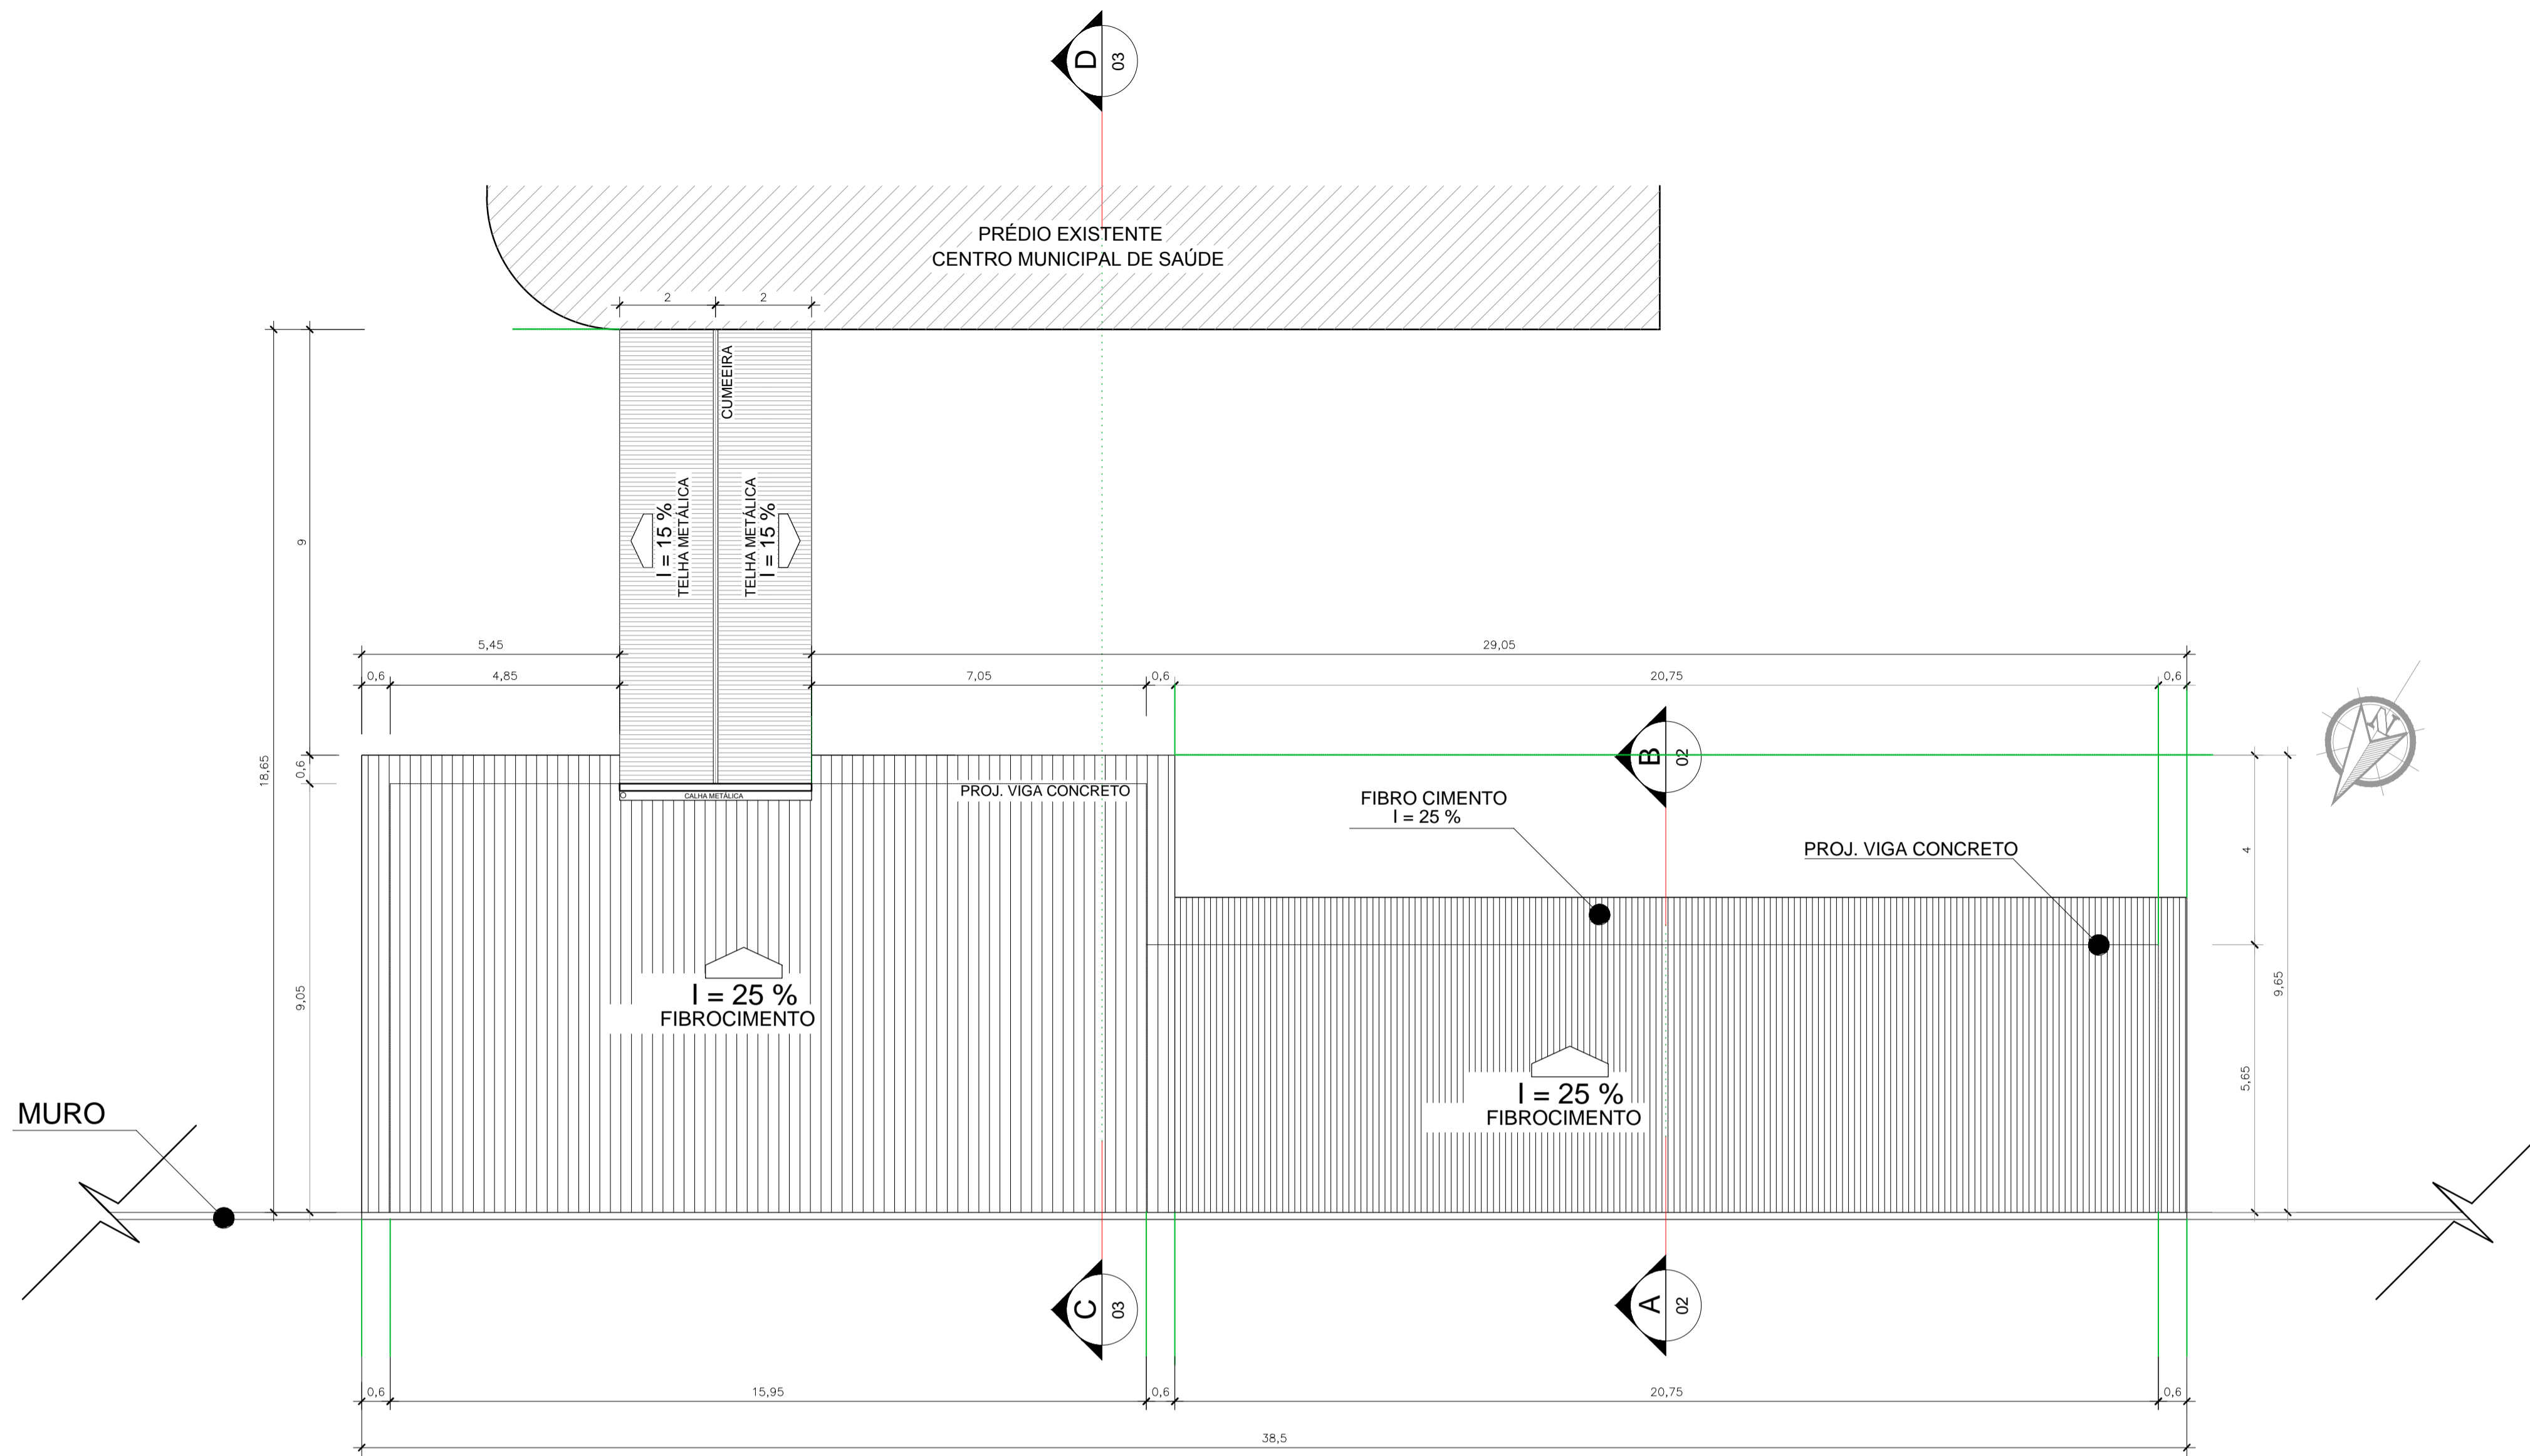 D
03
PRÉDIO EXISTENTE
CENTRO MUNICIPAL DE SAÚDE
2
2
CUMEEIRA
9
18,65
I = 15 %
TELHA METÁLICA
TELHA METÁLICA
I = 15 %
5,45
29,05
0,6
4,85
7,05
0,6
20,75
0,6
N
B
02
0,6
CALHA METÁLICA
PROJ. VIGA CONCRETO
FIBRO CIMENTO
I = 25 %
PROJ. VIGA CONCRETO
4
9,65
9,05
I = 25 %
FIBROCIMENTO
5,65
I = 25 %
FIBROCIMENTO
MURO
C
03
A
02
0,6
15,95
0,6
20,75
0,6
38,5